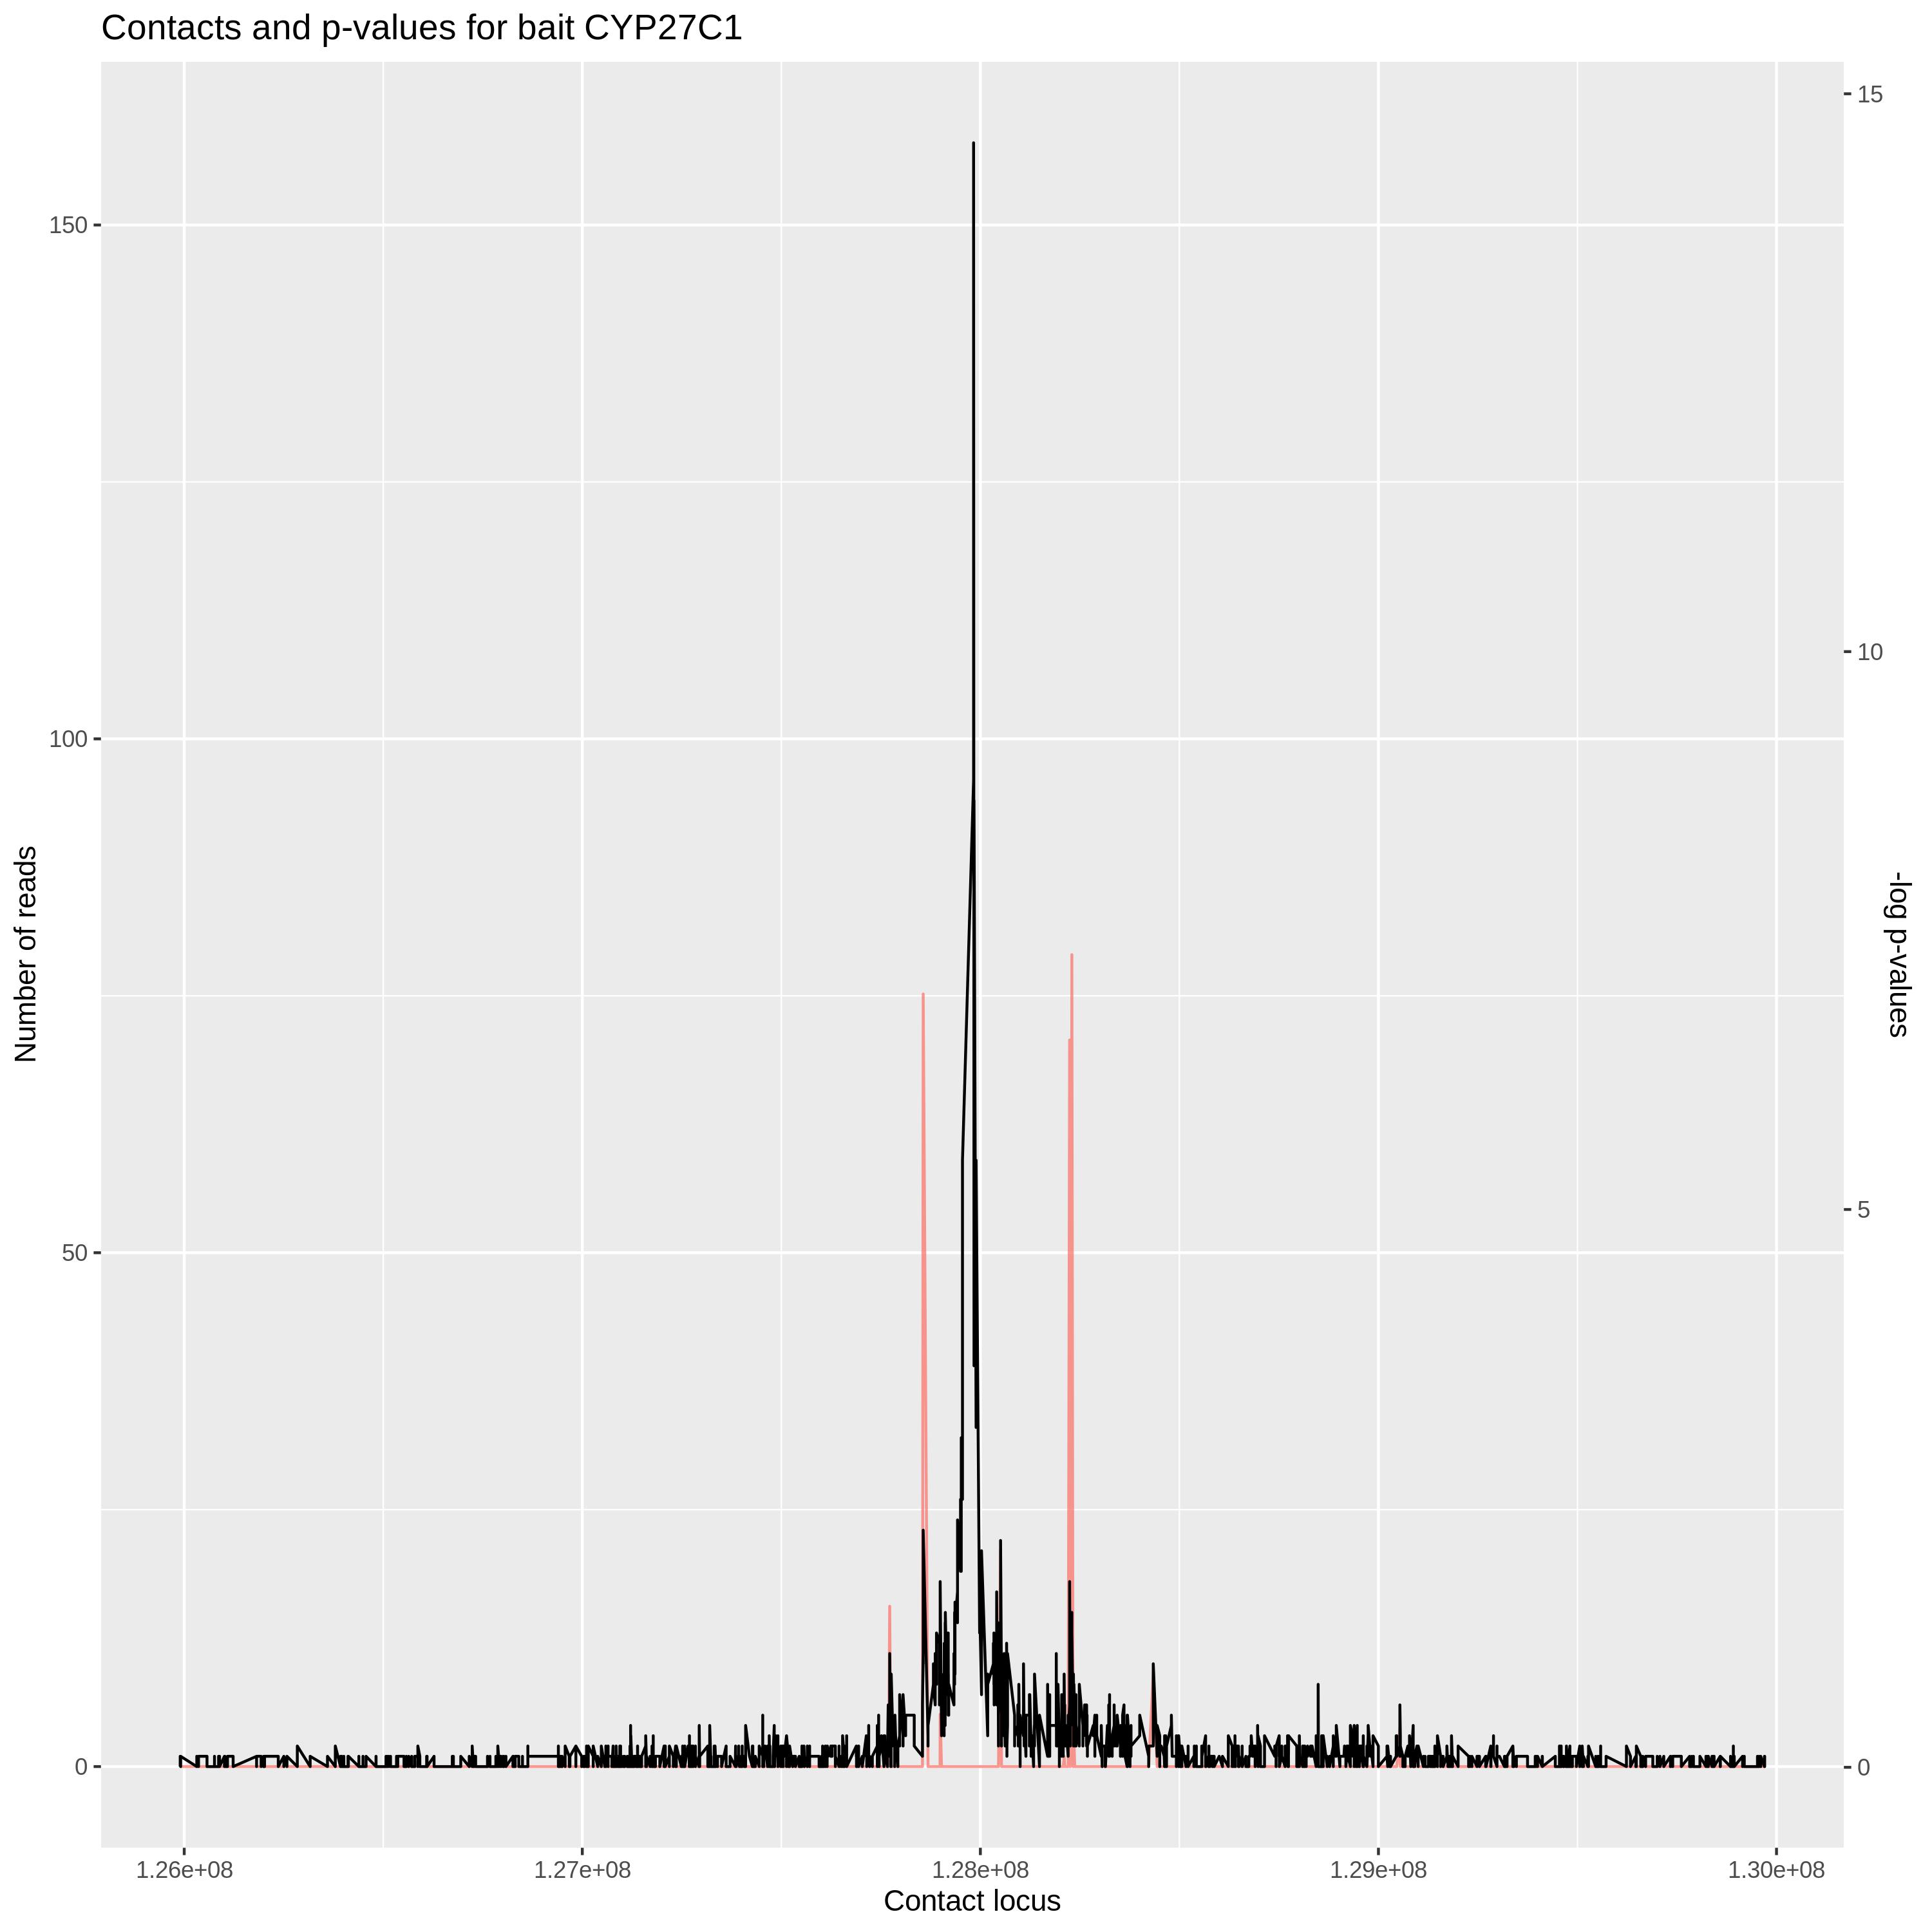 Contacts and p-values for bait CYP27C1
150
100
50
0
Number of reads
15
10
5
0
-log p-values
1.26e+08
1.27e+08
1.28e+08
1.29e+08
1.30e+08
Contact locus